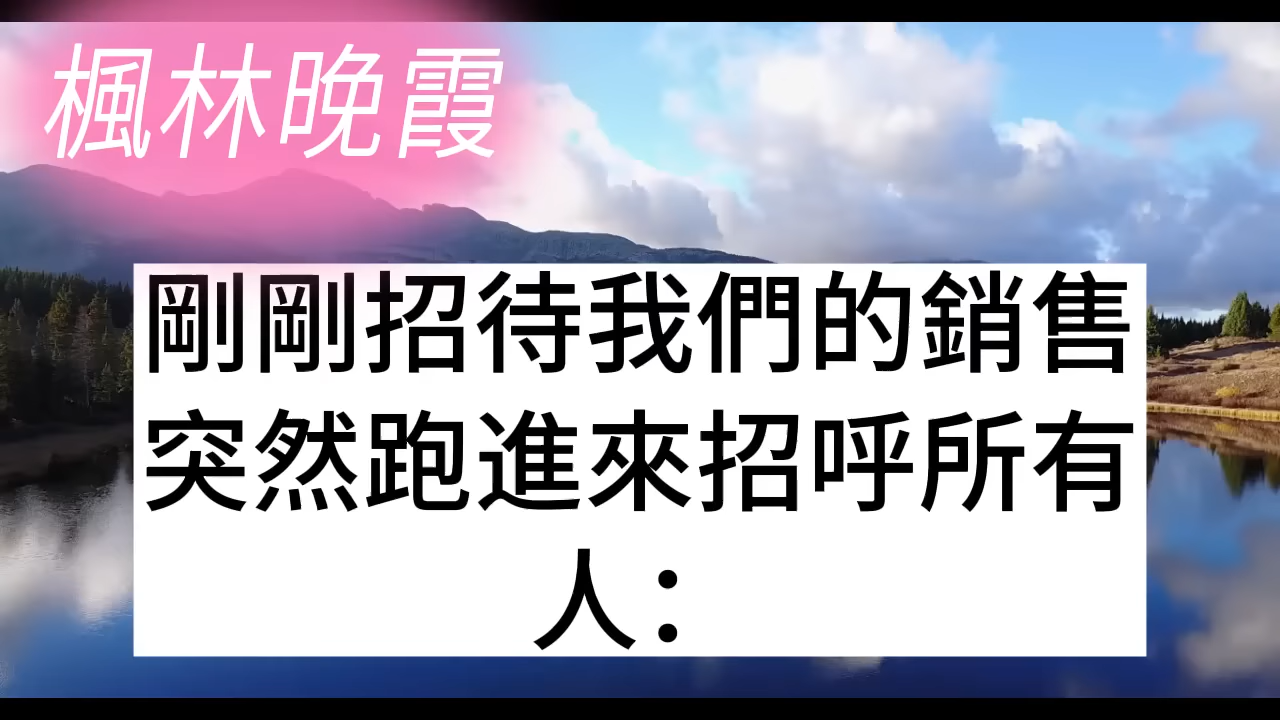 楓林晚霞
剛剛招待我們的銷售
突然跑進來招呼所有
人：